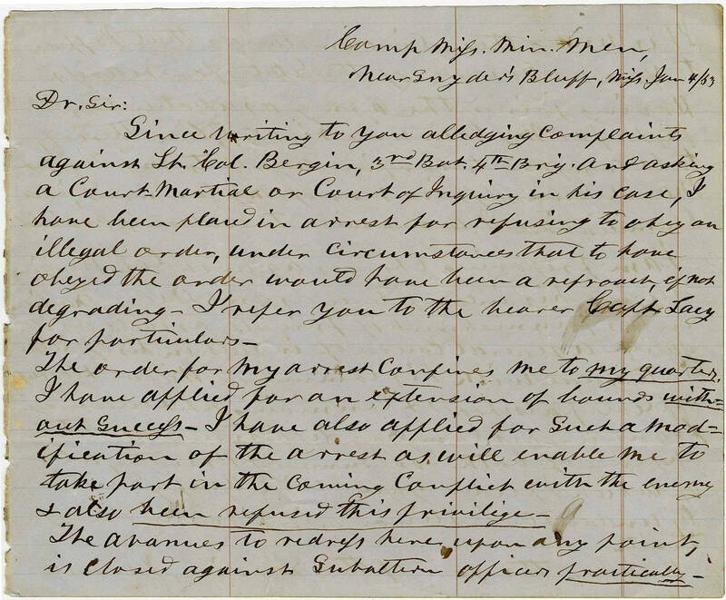 Camp Miss. Min. Men,
Near Snyder's Bluff, Miss. Jan 4/63
Dr. Sir:
Since writing to you alledging Complaints
against Lt. Col. Bergin, 3rd Bat. 4th Brig. and asking
a Court-Martial or Court of Inquiry in his case, I
have been placed in arrest for refusing to obey an
illegal order, under circumstances that to have
obeyed the order would have been a reproach, if not
degrading - I refer you to the bearer Capt Lacy
for particulars -
The order for my arrest Confines me to my quarters,
I have applied for an extension of bounds with=
out success - I have also applied for such a mod=
ification of the arrest as will enable me to
take part in the coming Conflict with the enemy
& also been refused this privilige -
The avanues to redress here, upon any point,
is closed against Subaltern officers practically -